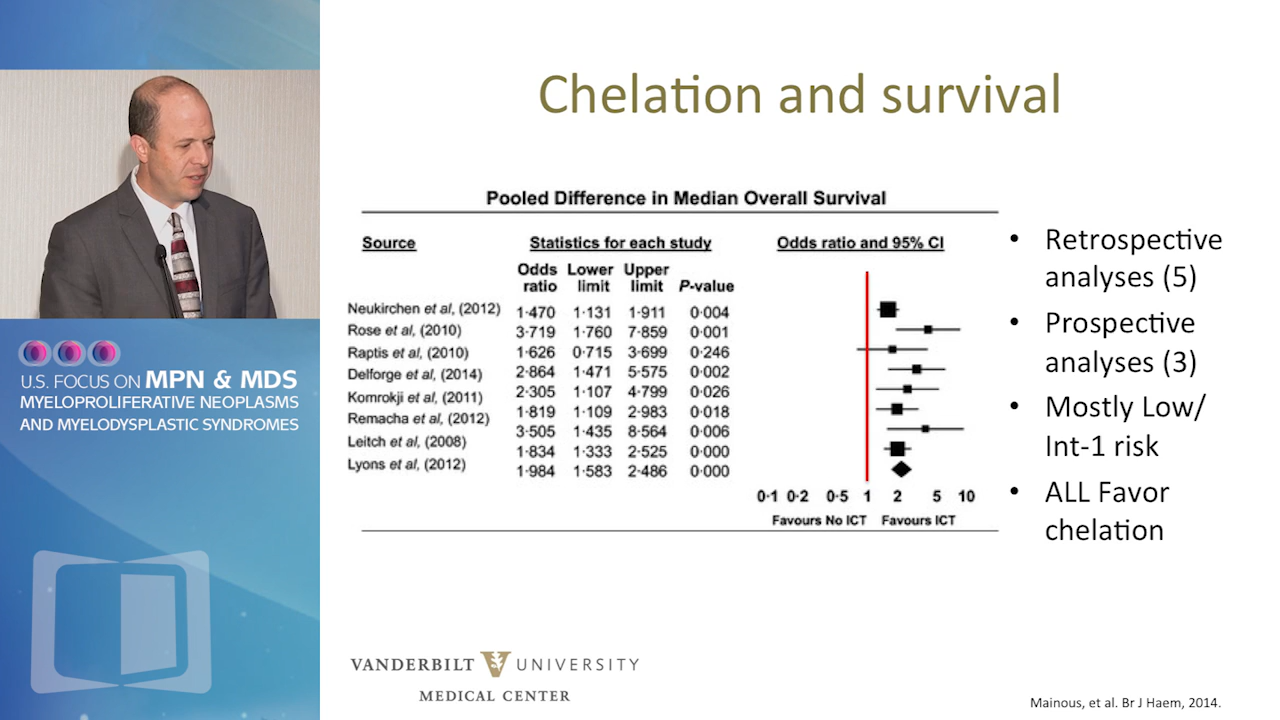 Chelation and survival
Pooled Difference in Median Overall Survival
Source Statistics for each study Odds ratio and 95% CI
Odds ratio Lower limit Upper limit P-value
Neukirchen et al, (2012) 1·470 1·131 1·911 0·004
Rose et al, (2010) 3·719 1·760 7·859 0·001
Raptis et al, (2010) 1·626 0·715 3·699 0·246
Delforge et al, (2014) 2·864 1·471 5·575 0·002
Komrokji et al, (2011) 2·305 1·107 4·799 0·026
Remacha et al, (2012) 1·819 1·109 2·983 0·018
3·505 1·435 8·564 0·006
Leitch et al, (2008) 1·834 1·333 2·525 0·000
Lyons et al, (2012) 1·984 1·583 2·486 0·000
0·1 0·2 0·5 1 2 5 10
Favours No ICT Favours ICT
• Retrospective
analyses (5)
• Prospective
analyses (3)
• Mostly Low/
Int-1 risk
• ALL Favor
chelation
U.S. FOCUS ON MPN & MDS
MYELOPROLIFERATIVE NEOPLASMS
AND MYELODYSPLASTIC SYNDROMES
VANDERBILT UNIVERSITY
MEDICAL CENTER
Mainous, et al. Br J Haem, 2014.